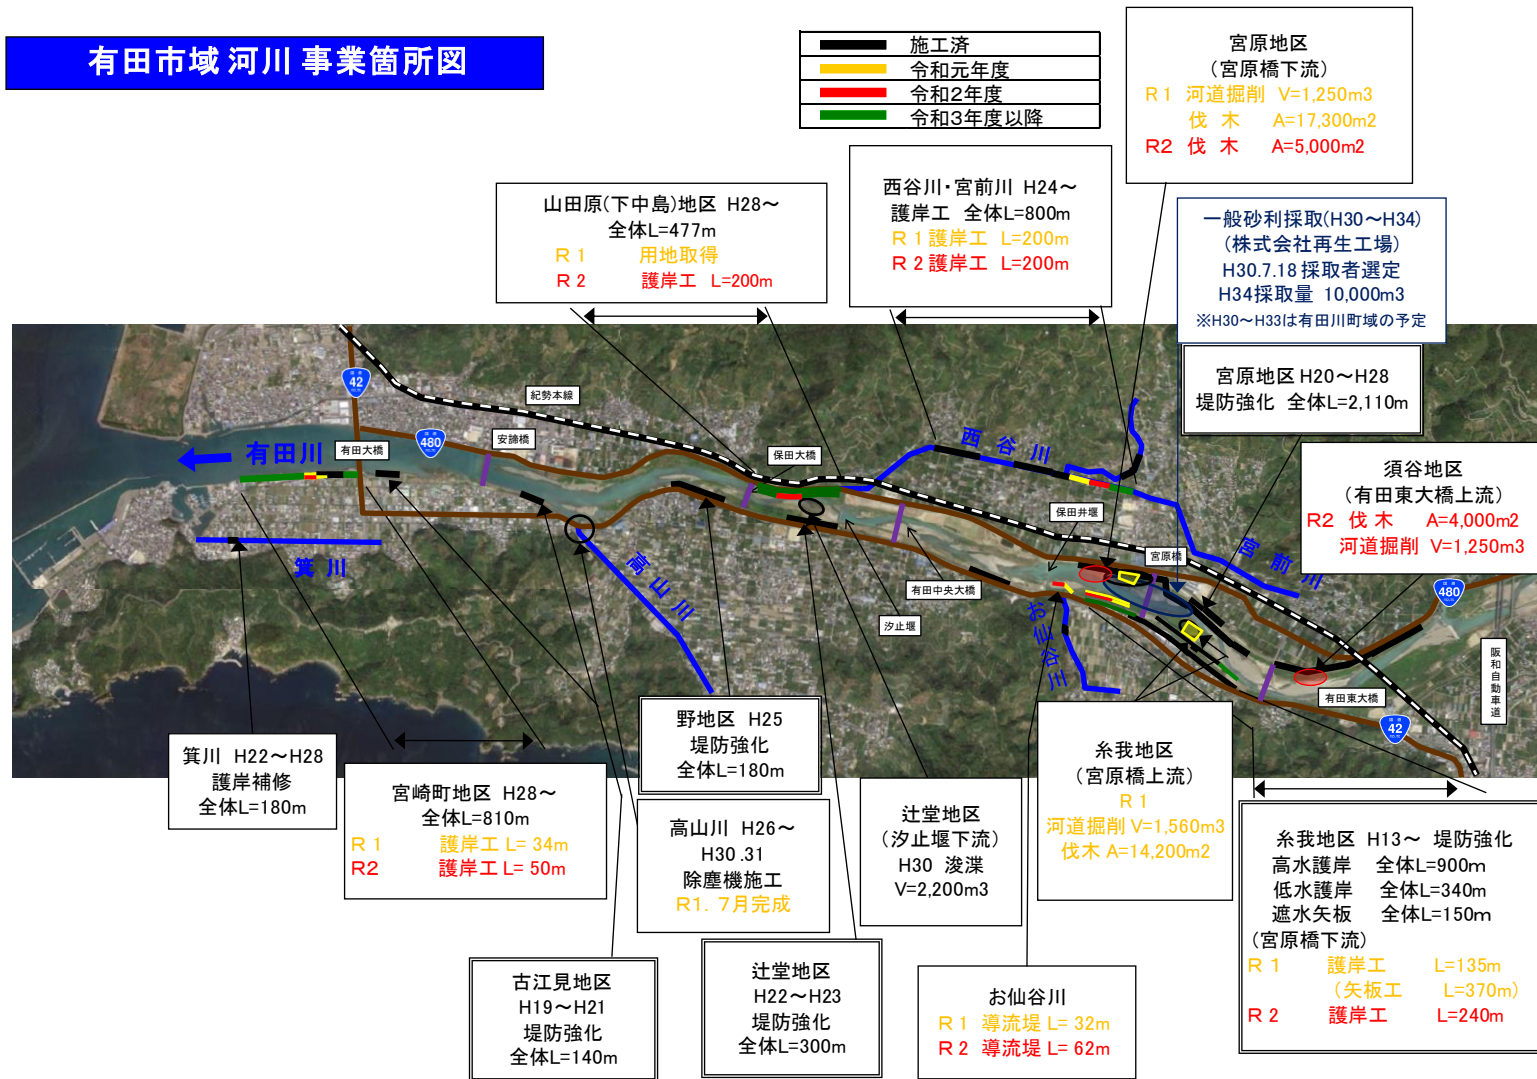 有田市域 河川 事業箇所図
施工済
令和元年度
令和2年度
令和3年度以降
宮原地区
(宮原橋下流)
R1 河道掘削 V=1,250m3
伐 木 A=17,300m2
R2 伐 木 A=5,000m2
山田原(下中島)地区 H28～
全体L=477m
R1 用地取得
R2 護岸工 L=200m
西谷川・宮前川 H24～
護岸工 全体L=800m
R1護岸工 L=200m
R2護岸工 L=200m
一般砂利採取(H30～H34)
(株式会社再生工場)
H30.7.18採取者選定
H34採取量 10,000m3
※H30～H33は有田川町域の予定
宮原地区H20～H28
堤防強化 全体L=2,110m
須谷地区
(有田東大橋上流)
R2 伐 木 A=4,000m2
河道掘削 V=1,250m3
国道
42
紀勢本線
国道
480
安諦橋
有田大橋
有田川
保田大橋
西谷川
保田井堰
宮原橋
宮前川
国道
480
箕川
高山川
有田中央大橋
汐止堰
お仙谷川
有田東大橋
阪和自動車道
国道
42
箕川 H22～H28
護岸補修
全体L=180m
宮崎町地区 H28～
全体L=810m
R1 護岸工 L= 34m
R2 護岸工 L= 50m
野地区 H25
堤防強化
全体L=180m
高山川 H26～
H30.31
除塵機施工
R1. 7月完成
辻堂地区
(汐止堰下流)
H30 浚渫
V=2,200m3
糸我地区
(宮原橋上流)
R1
河道掘削 V=1,560m3
伐木 A=14,200m2
糸我地区 H13～ 堤防強化
高水護岸 全体L=900m
低水護岸 全体L=340m
遮水矢板 全体L=150m
(宮原橋下流)
R1 護岸工 L=135m
(矢板工 L=370m)
R2 護岸工 L=240m
古江見地区
H19～H21
堤防強化
全体L=140m
辻堂地区
H22～H23
堤防強化
全体L=300m
お仙谷川
R1 導流堤 L= 32m
R2 導流堤 L= 62m